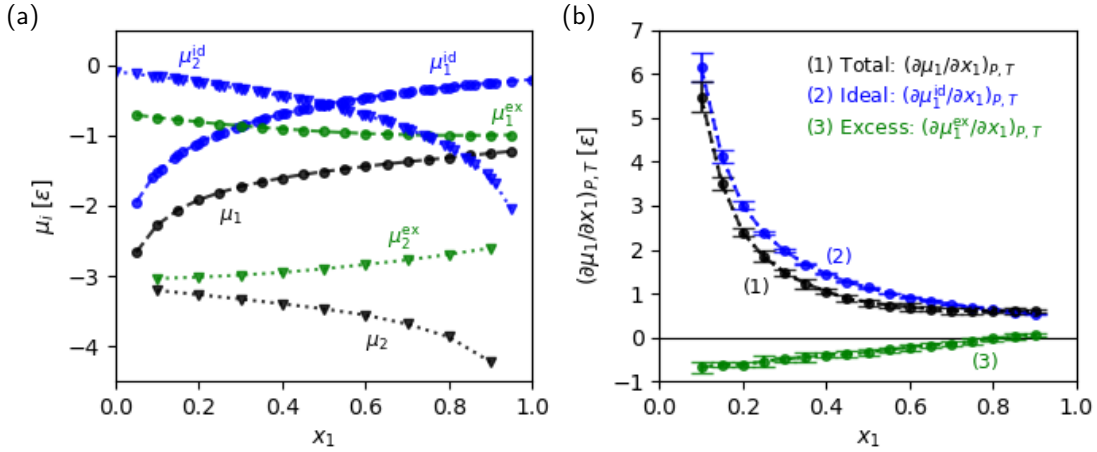 (a)
(b)
μ₂ⁱᵈ
μ₁ⁱᵈ
μ₁ᵉˣ
μ₁
μ₂ᵉˣ
μ₂
0
−1
−2
−3
−4
μᵢ [ε]
0.0 0.2 0.4 0.6 0.8 1.0
x₁
(1) Total: (∂μ₁/∂x₁)P, T
(2) Ideal: (∂μ₁ⁱᵈ/∂x₁)P, T
(3) Excess: (∂μ₁ᵉˣ/∂x₁)P, T
(2)
(1)
(3)
7
6
5
4
3
2
1
0
−1
(∂μ₁/∂x₁)P, T [ε]
0.0 0.2 0.4 0.6 0.8 1.0
x₁